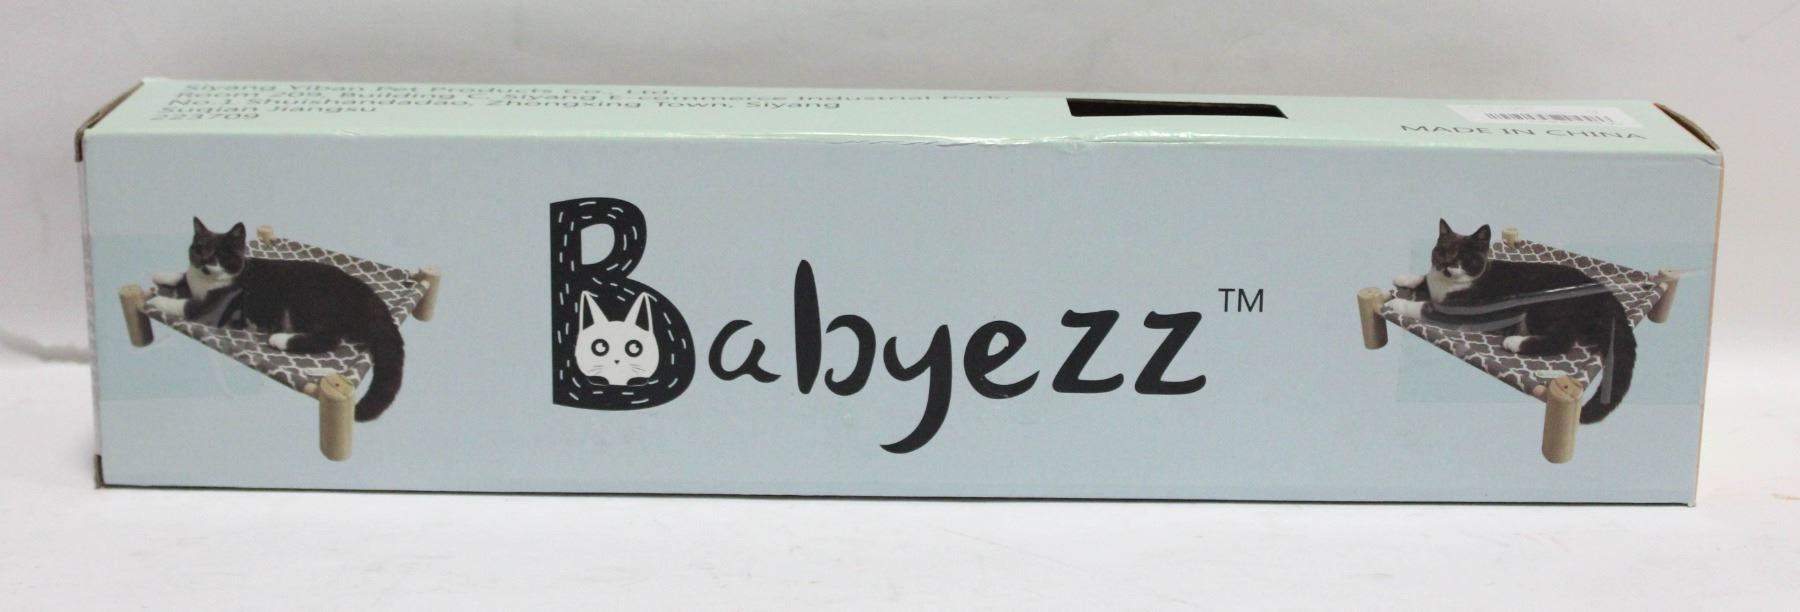 Siyang Yiban Pet Products Co., Ltd.
Room 209, Building C, Siyang E-commerce Industrial Park,
No.1 Shuishandadao, Zhongxing Town, Siyang
Suqian Jiangsu
223709
MADE IN CHINA
Babyezz™